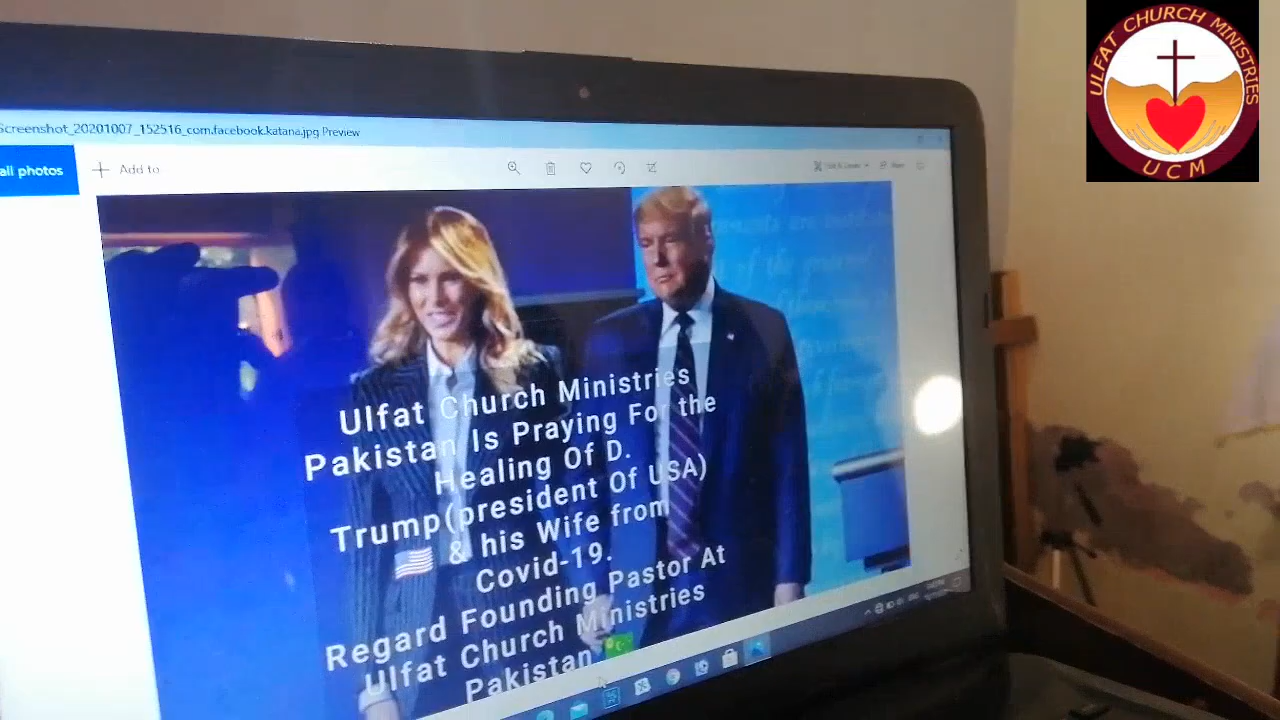 ULFAT CHURCH MINISTRIES
UCM
Screenshot_20201007_152516_com.facebook.katana.jpg Preview
all photos
Add to
Ulfat Church Ministries
Pakistan Is Praying For the
Healing Of D.
Trump(president Of USA)
🇺🇸 & his Wife from
Covid-19.
Regard Founding Pastor At
Ulfat Church Ministries
Pakistan 🇵🇰